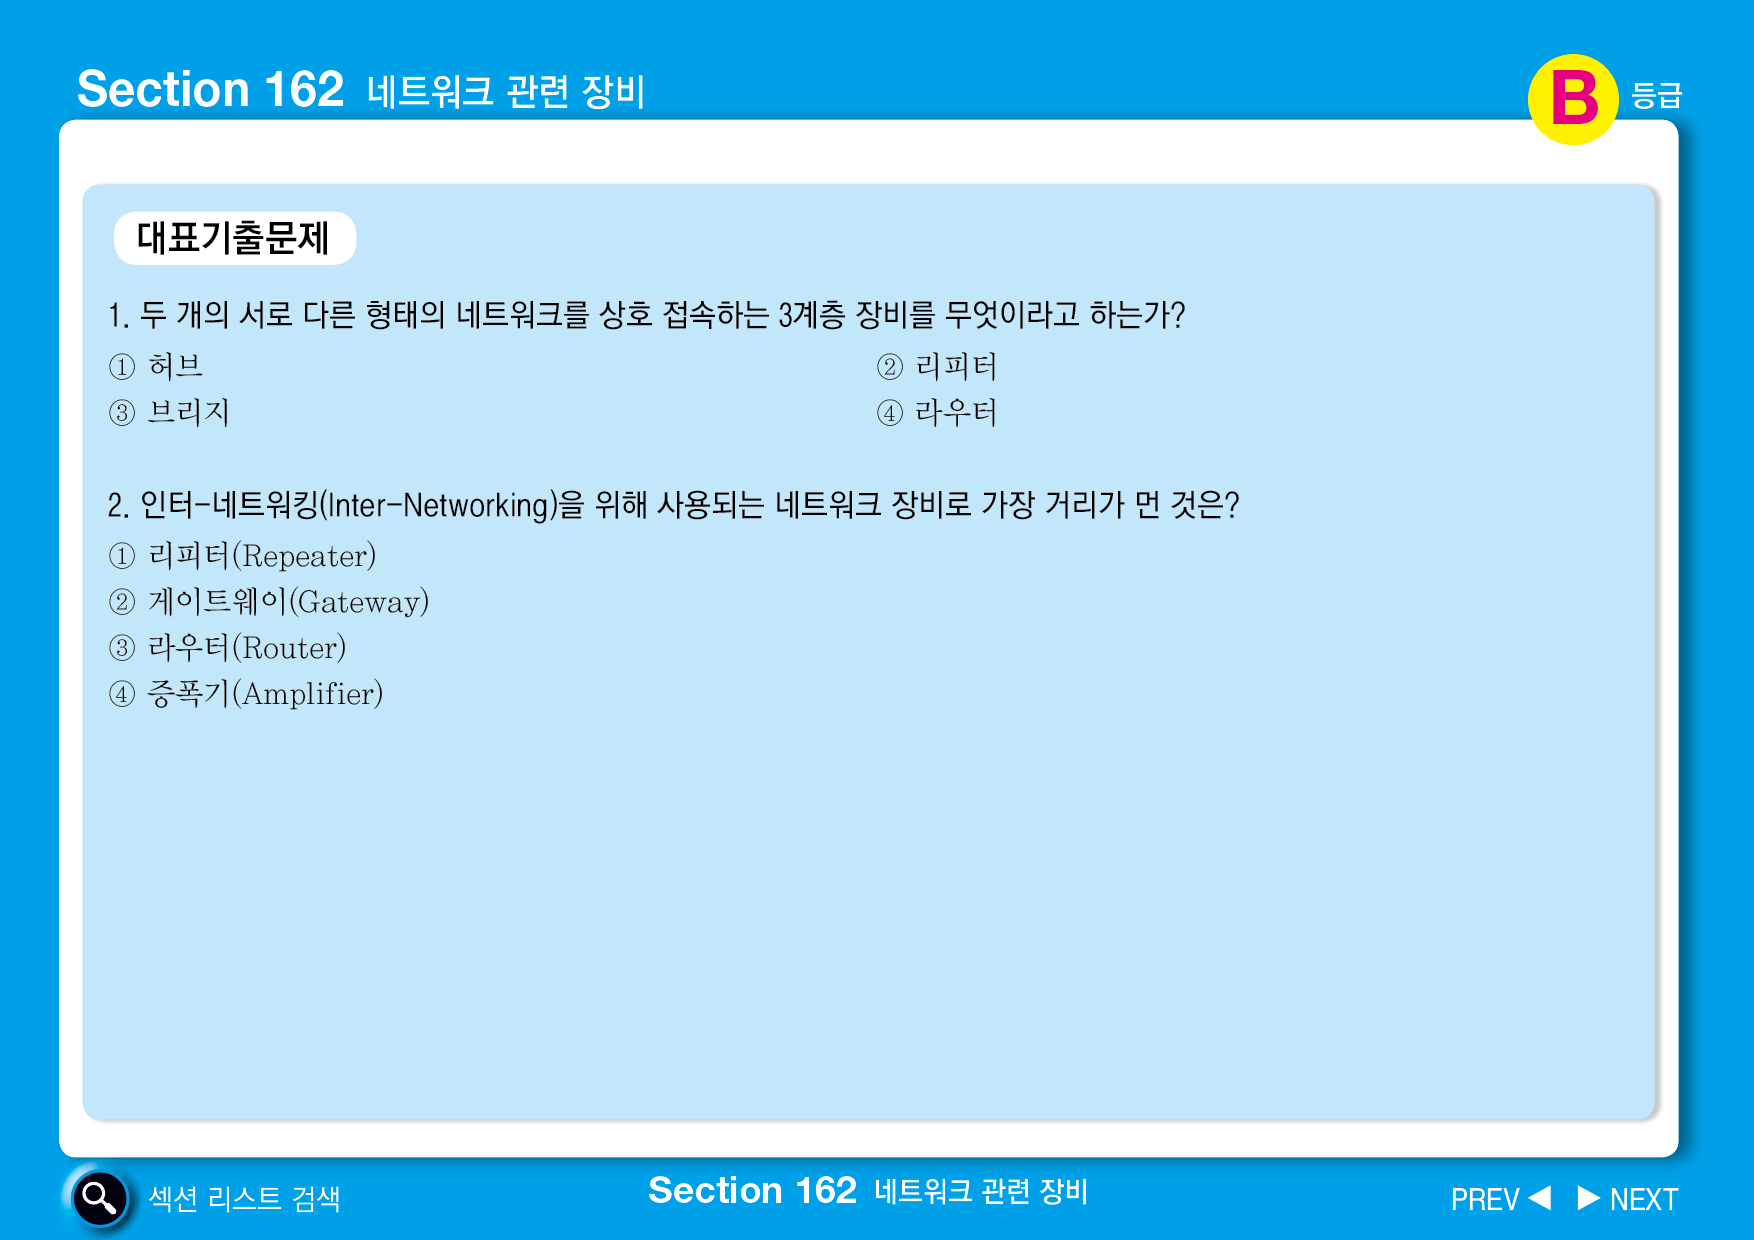 Section 162 네트워크 관련 장비
B 등급
대표기출문제
1. 두 개의 서로 다른 형태의 네트워크를 상호 접속하는 3계층 장비를 무엇이라고 하는가?
① 허브 ② 리피터
③ 브리지 ④ 라우터
2. 인터-네트워킹(Inter-Networking)을 위해 사용되는 네트워크 장비로 가장 거리가 먼 것은?
① 리피터(Repeater)
② 게이트웨이(Gateway)
③ 라우터(Router)
④ 증폭기(Amplifier)
섹션 리스트 검색
Section 162 네트워크 관련 장비
PREV ◀ ▶ NEXT